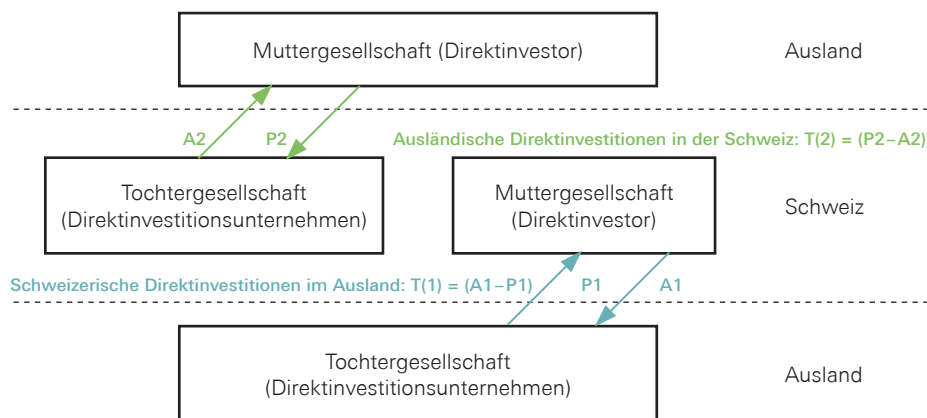 Muttergesellschaft (Direktinvestor)
Ausland
A2
P2
Ausländische Direktinvestitionen in der Schweiz: T(2) = (P2–A2)
Tochtergesellschaft
(Direktinvestitionsunternehmen)
Muttergesellschaft
(Direktinvestor)
Schweiz
Schweizerische Direktinvestitionen im Ausland: T(1) = (A1–P1)
P1
A1
Tochtergesellschaft
(Direktinvestitionsunternehmen)
Ausland